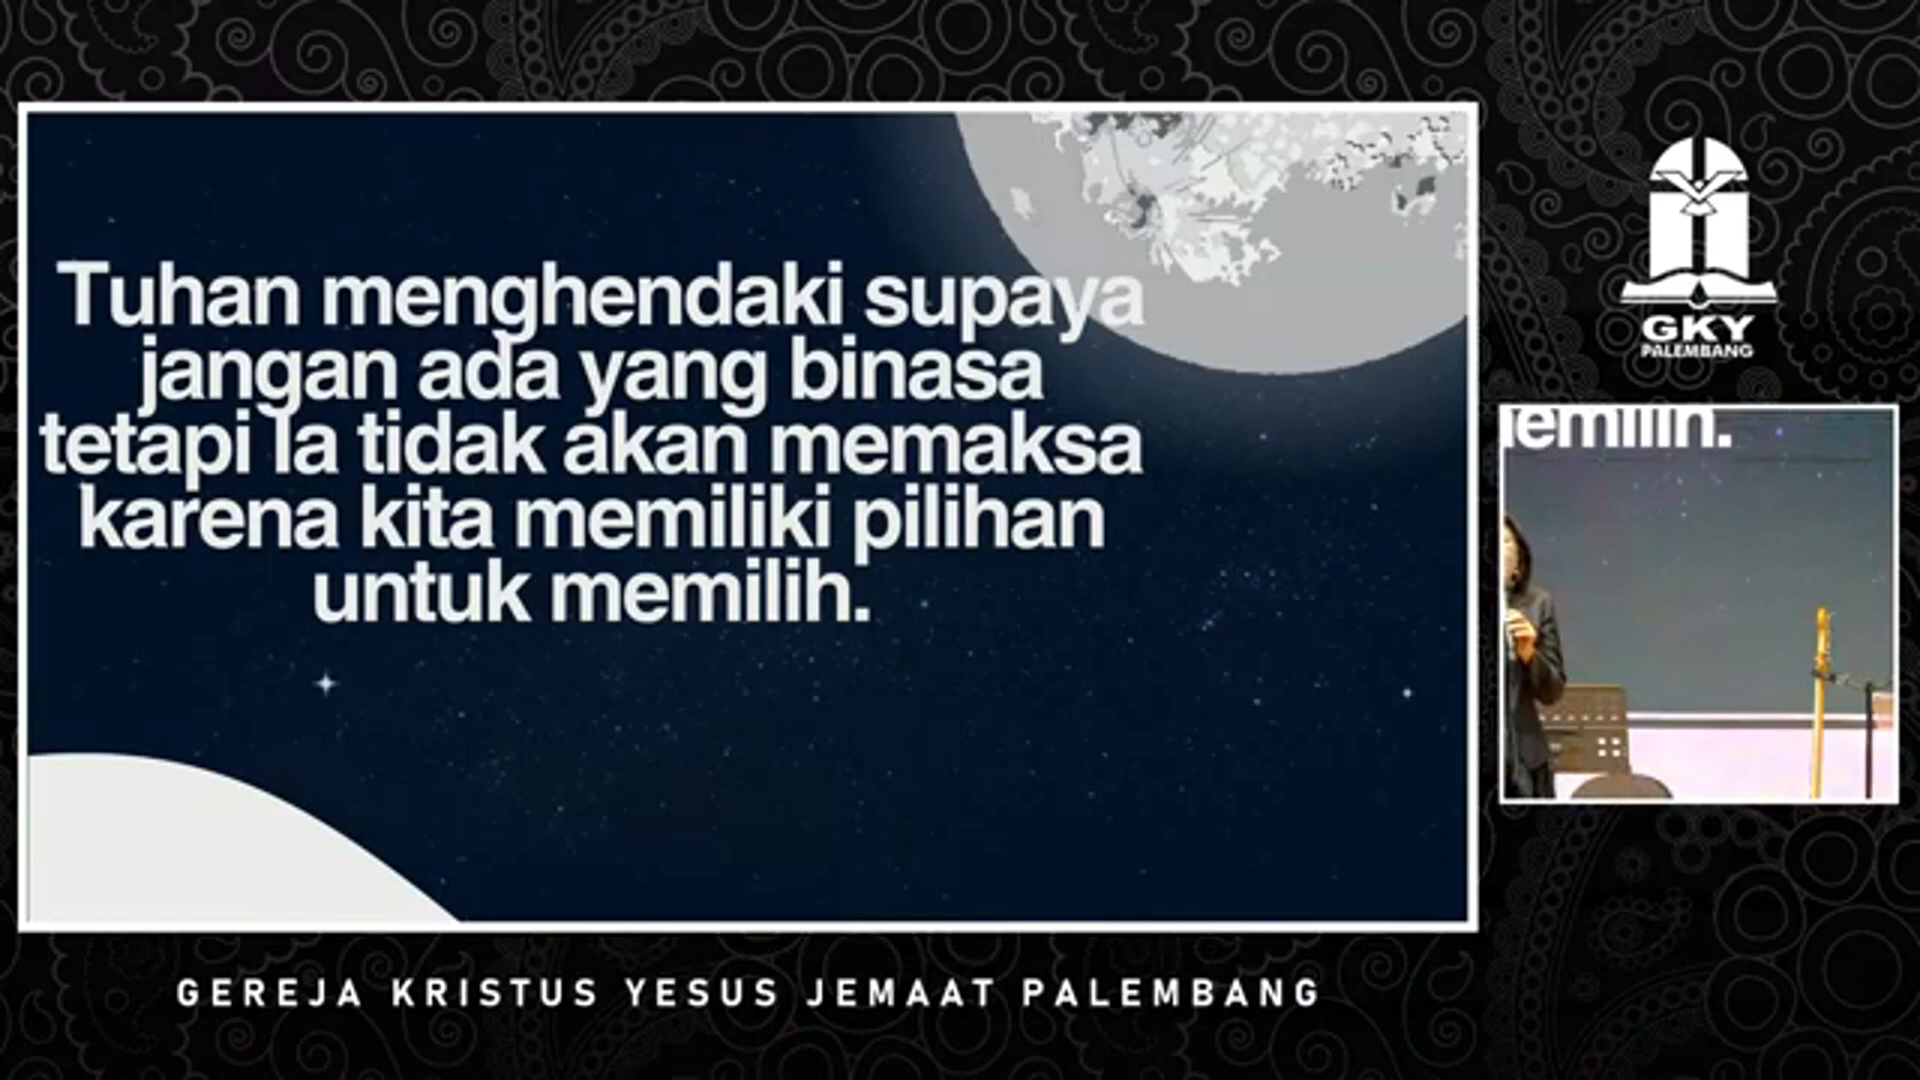 Tuhan menghendaki supaya
jangan ada yang binasa
tetapi Ia tidak akan memaksa
karena kita memiliki pilihan
untuk memilih.
GKY
PALEMBANG
emilih.
GEREJA KRISTUS YESUS JEMAAT PALEMBANG